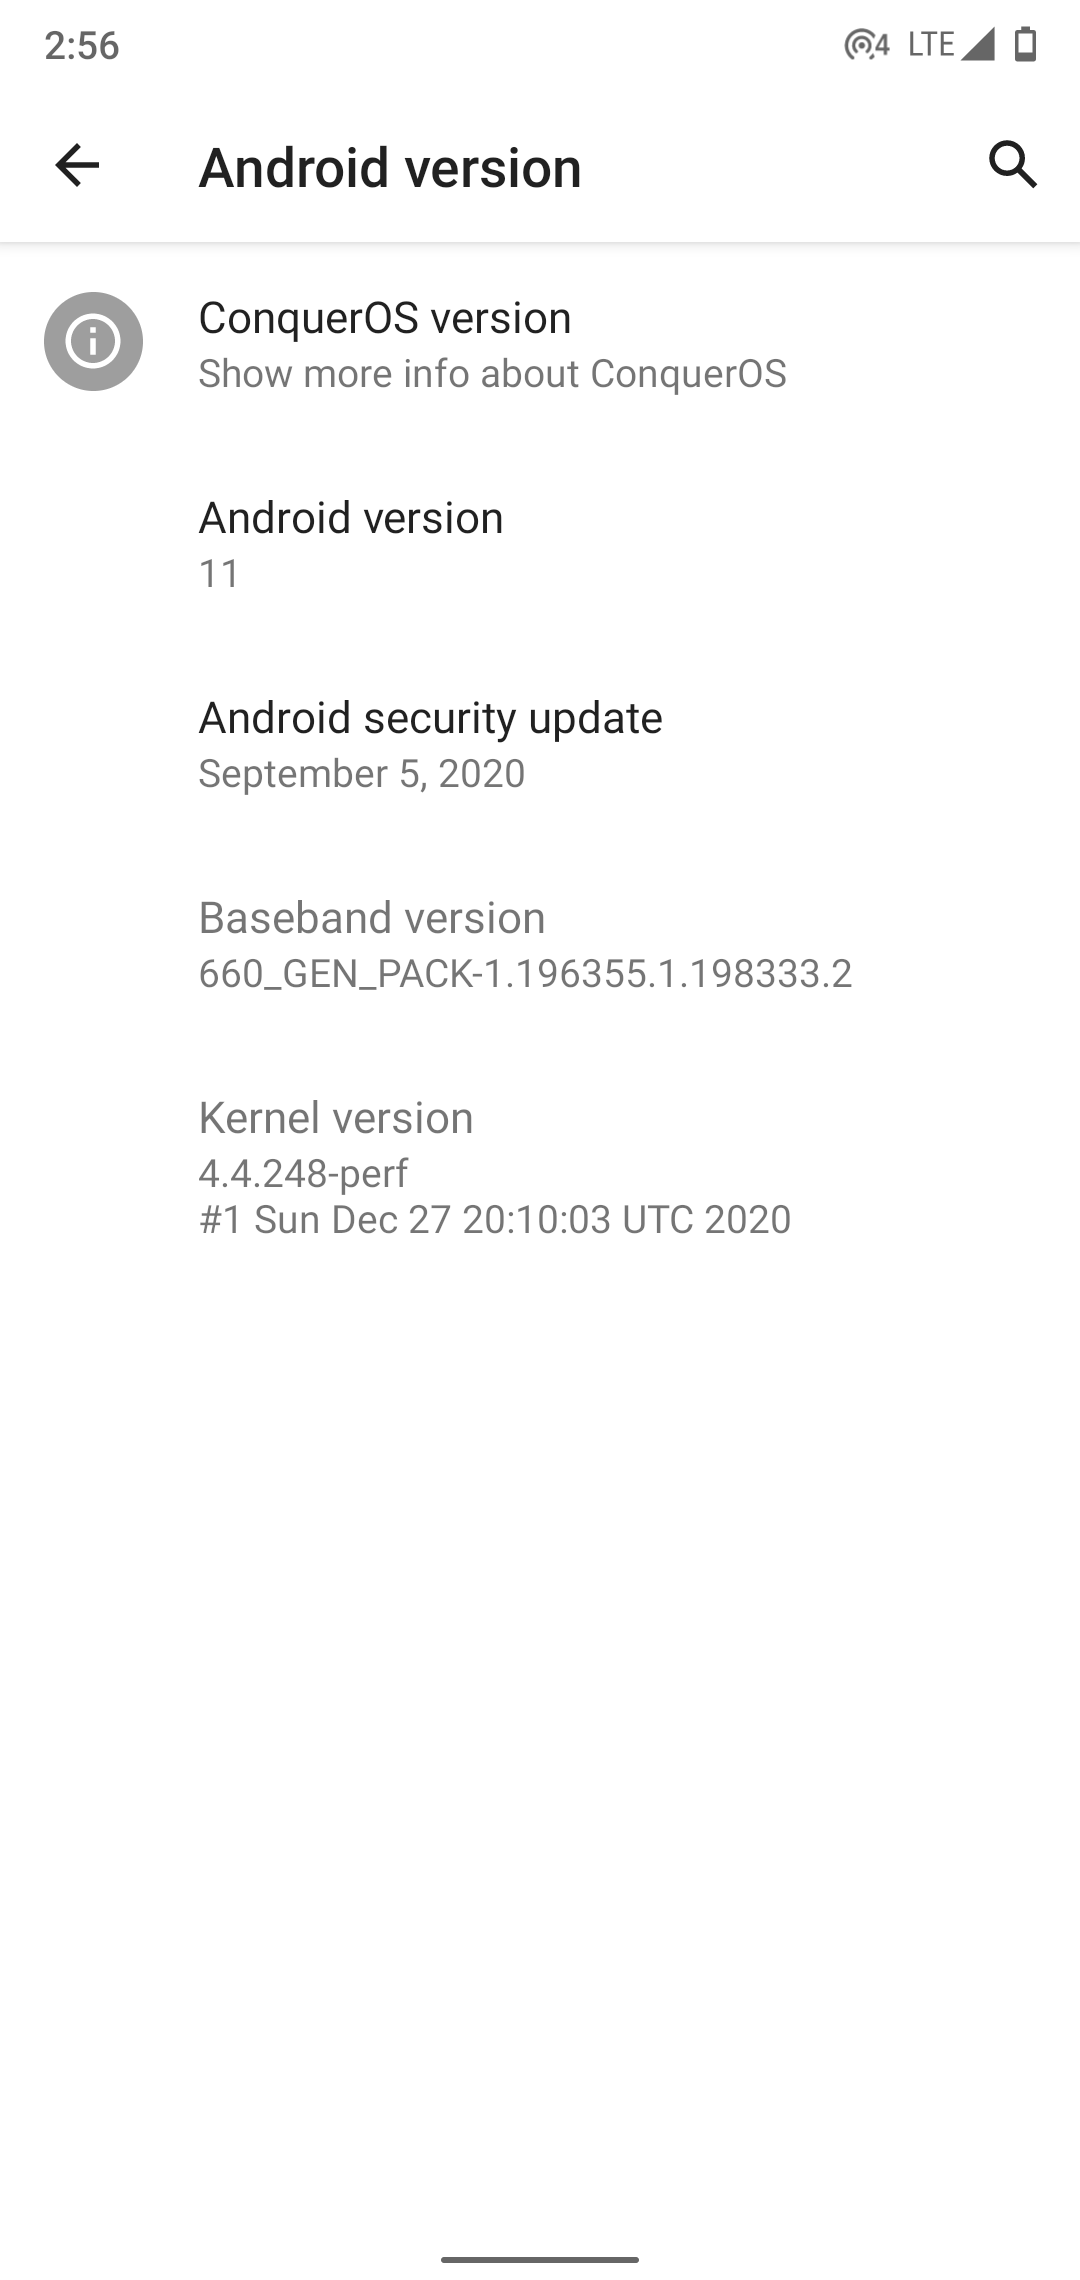 2:56
4 LTE
Android version
ConquerOS version
Show more info about ConquerOS
Android version
11
Android security update
September 5, 2020
Baseband version
660_GEN_PACK-1.196355.1.198333.2
Kernel version
4.4.248-perf
#1 Sun Dec 27 20:10:03 UTC 2020